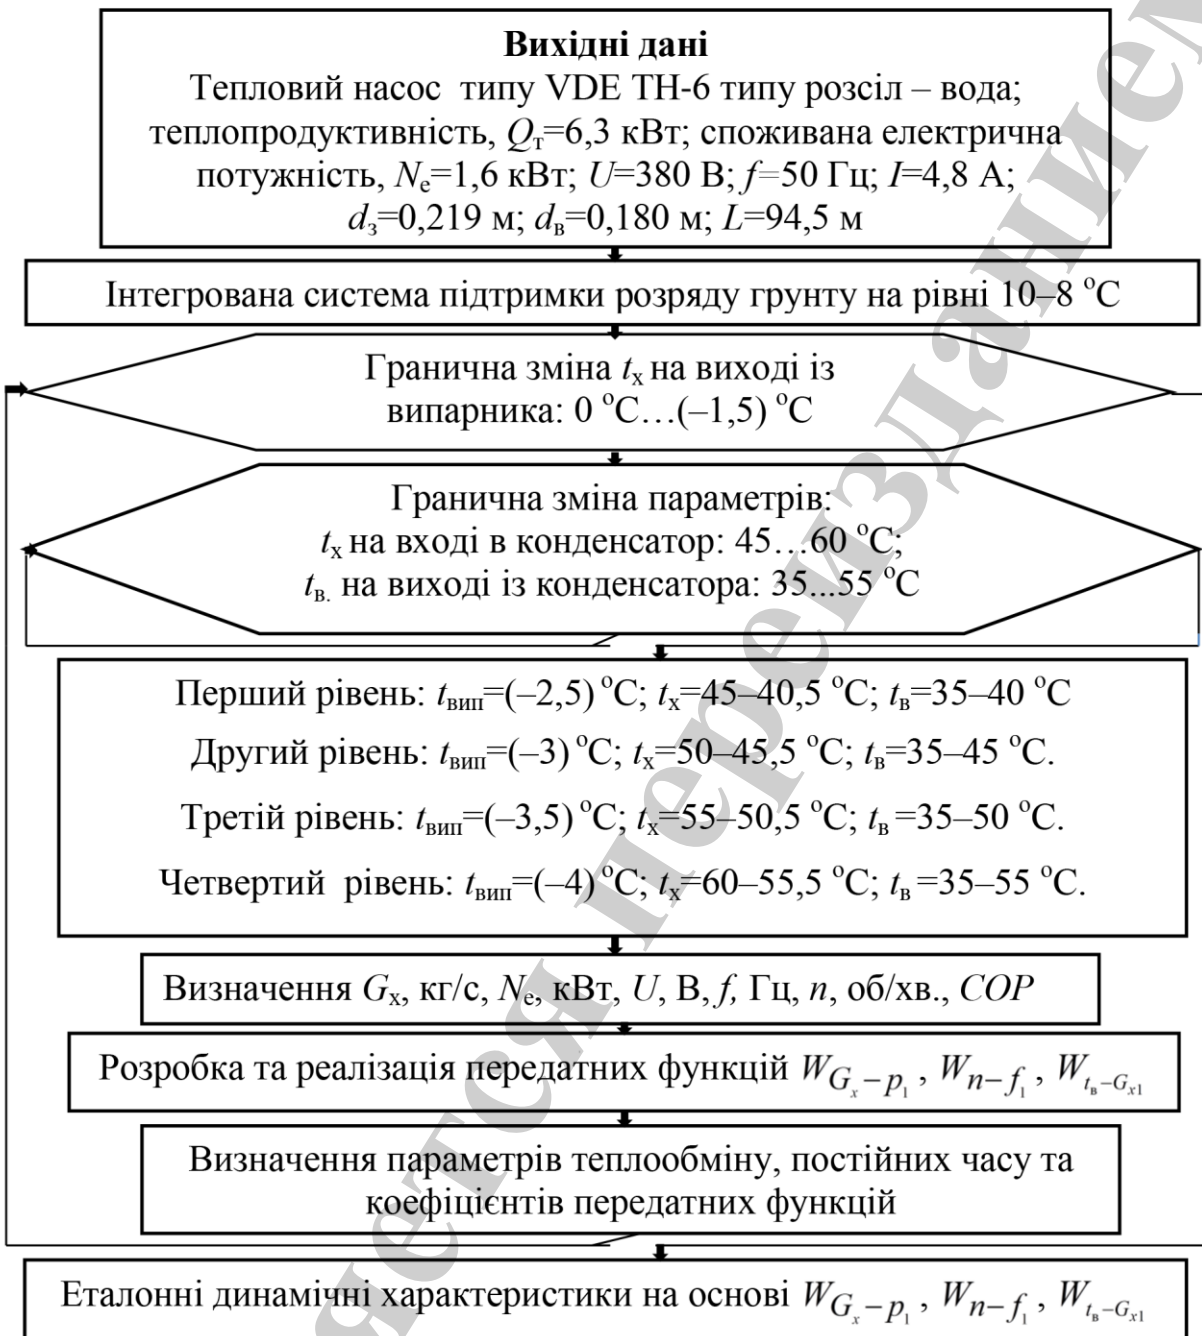 Вихідні дані
Тепловий насос типу VDE ТН-6 типу розсіл – вода;
теплопродуктивність, Qт=6,3 кВт; споживана електрична
потужність, Nе=1,6 кВт; U=380 В; f=50 Гц; I=4,8 А;
dз=0,219 м; dв=0,180 м; L=94,5 м
Інтегрована система підтримки розряду грунту на рівні 10–8 °С
Гранична зміна tх на виході із
випарника: 0 °С…(–1,5) °С
Гранична зміна параметрів:
tх на вході в конденсатор: 45…60 °С;
tв. на виході із конденсатора: 35...55 °С
Перший рівень: tвип=(–2,5) °С; tх=45–40,5 °С; tв=35–40 °С
Другий рівень: tвип=(–3) °С; tх=50–45,5 °С; tв=35–45 °С.
Третій рівень: tвип=(–3,5) °С; tх=55–50,5 °С; tв=35–50 °С.
Четвертий рівень: tвип=(–4) °С; tх=60–55,5 °С; tв=35–55 °С.
Визначення Gх, кг/с, Nе, кВт, U, В, f, Гц, n, об/хв., COP
Розробка та реалізація передатних функцій WGx–p1, Wn–f1, Wtв–Gx1
Визначення параметрів теплообміну, постійних часу та
коефіцієнтів передатних функцій
Еталонні динамічні характеристики на основі WGx–p1, Wn–f1, Wtв–Gx1
ется переизданием